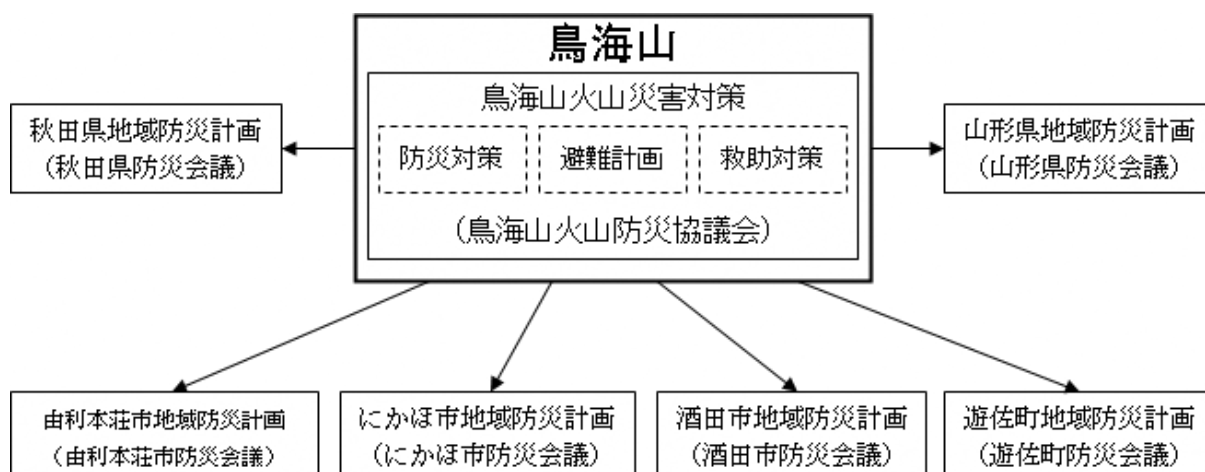 鳥海山
鳥海山火山災害対策
防災対策
避難計画
救助対策
(鳥海山火山防災協議会)
秋田県地域防災計画
(秋田県防災会議)
山形県地域防災計画
(山形県防災会議)
由利本荘市地域防災計画
(由利本荘市防災会議)
にかほ市地域防災計画
(にかほ市防災会議)
酒田市地域防災計画
(酒田市防災会議)
遊佐町地域防災計画
(遊佐町防災会議)